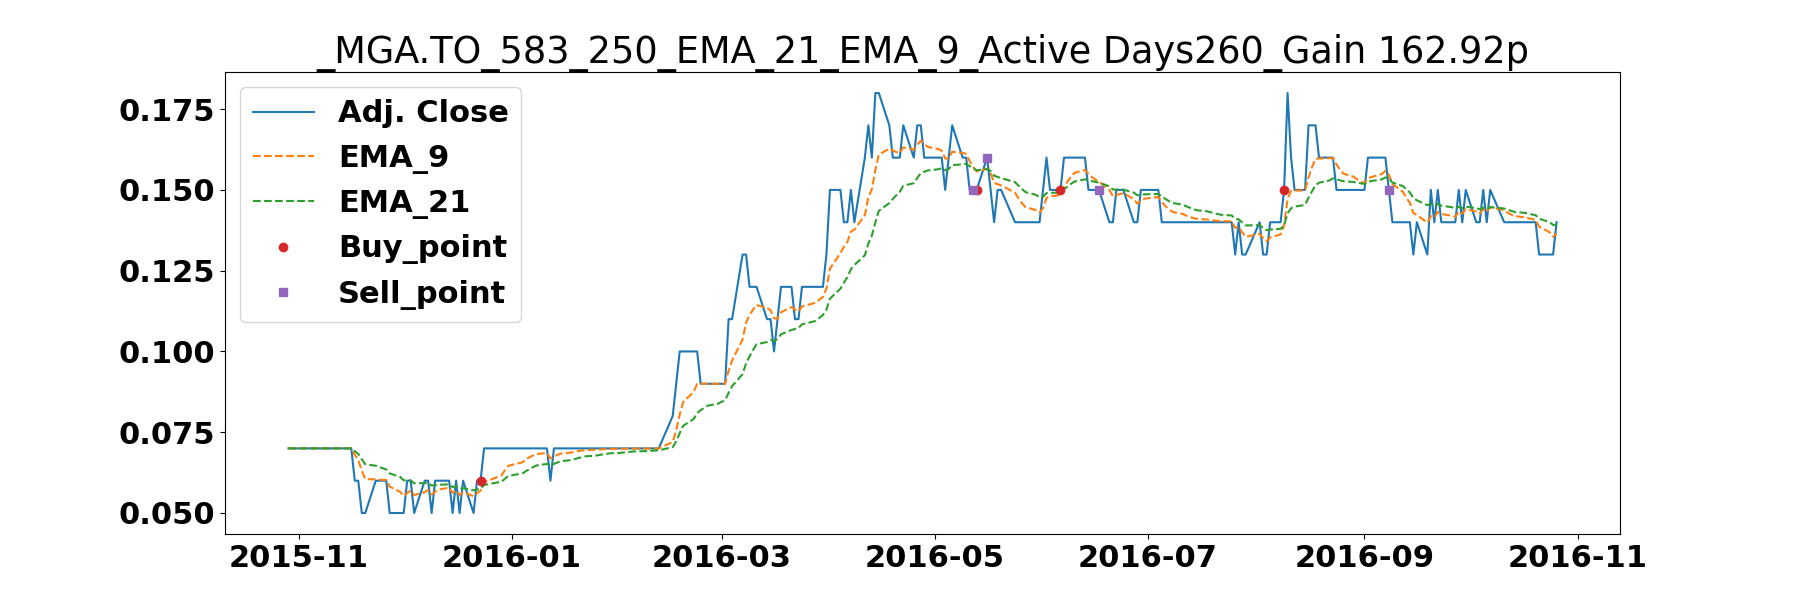 _MGA.TO_583_250_EMA_21_EMA_9_Active Days260_Gain 162.92p
0.175
0.150
0.125
0.100
0.075
0.050
Adj. Close
EMA_9
EMA_21
Buy_point
Sell_point
2015-11 2016-01 2016-03 2016-05 2016-07 2016-09 2016-11